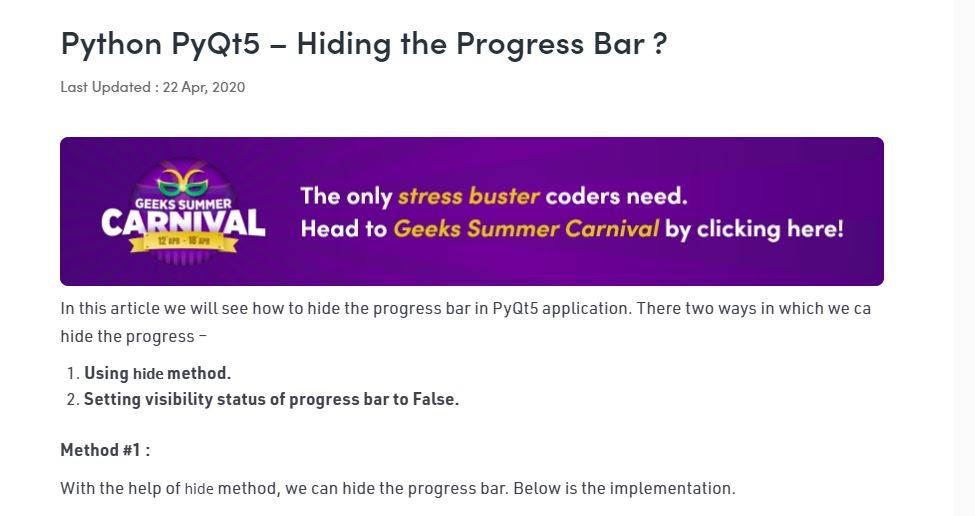 Python PyQt5 – Hiding the Progress Bar ?
Last Updated : 22 Apr, 2020
GEEKS SUMMER
CARNIVAL
12 APR - 18 APR
The only stress buster coders need.
Head to Geeks Summer Carnival by clicking here!
In this article we will see how to hide the progress bar in PyQt5 application. There two ways in which we ca
hide the progress –
1. Using hide method.
2. Setting visibility status of progress bar to False.
Method #1 :
With the help of hide method, we can hide the progress bar. Below is the implementation.